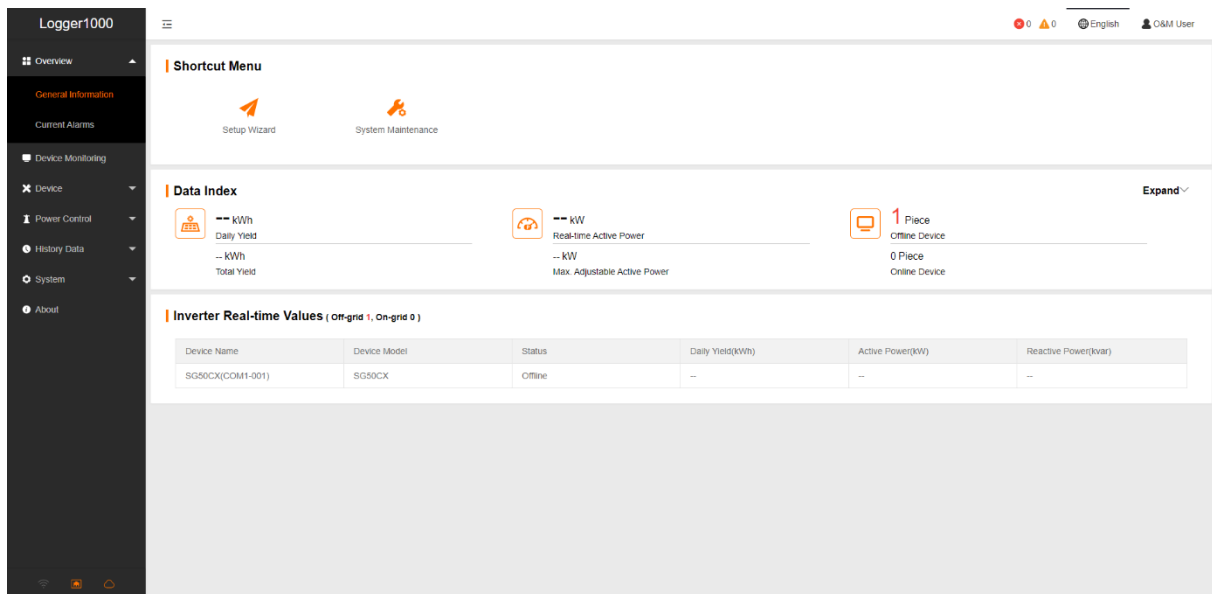 Logger1000
0 0 English O&M User
Overview
General Information
Current Alarms
Device Monitoring
Device
Power Control
History Data
System
About
Shortcut Menu
Setup Wizard System Maintenance
Data Index Expand
-- kWh
Daily Yield
-- kWh
Total Yield
-- kW
Real-time Active Power
-- kW
Max. Adjustable Active Power
1 Piece
Offline Device
0 Piece
Online Device
Inverter Real-time Values ( Off-grid 1, On-grid 0 )
Device Name Device Model Status Daily Yield(kWh) Active Power(kW) Reactive Power(kvar)
SG50CX(COM1-001) SG50CX Offline -- -- --